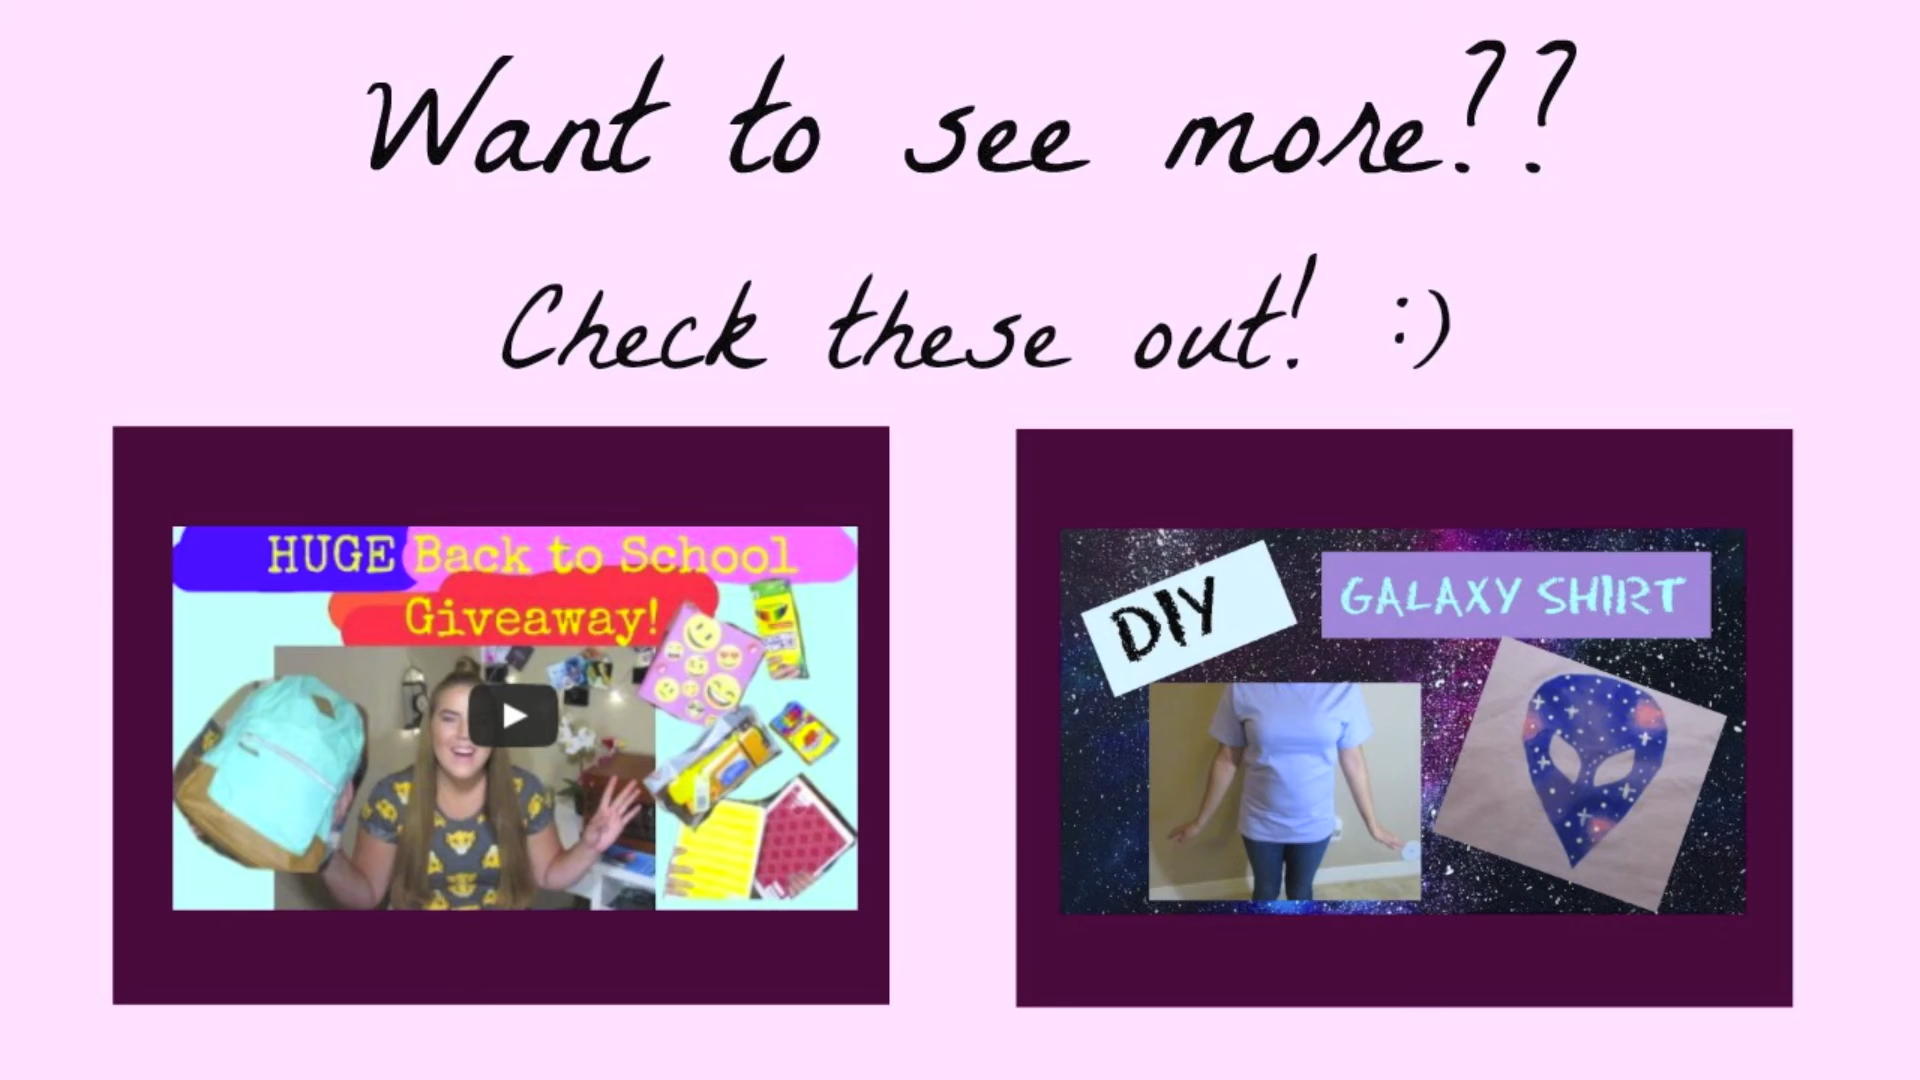 Want to see more??
Check these out! :)
HUGE Back to School
Giveaway!
DIY
GALAXY SHIRT